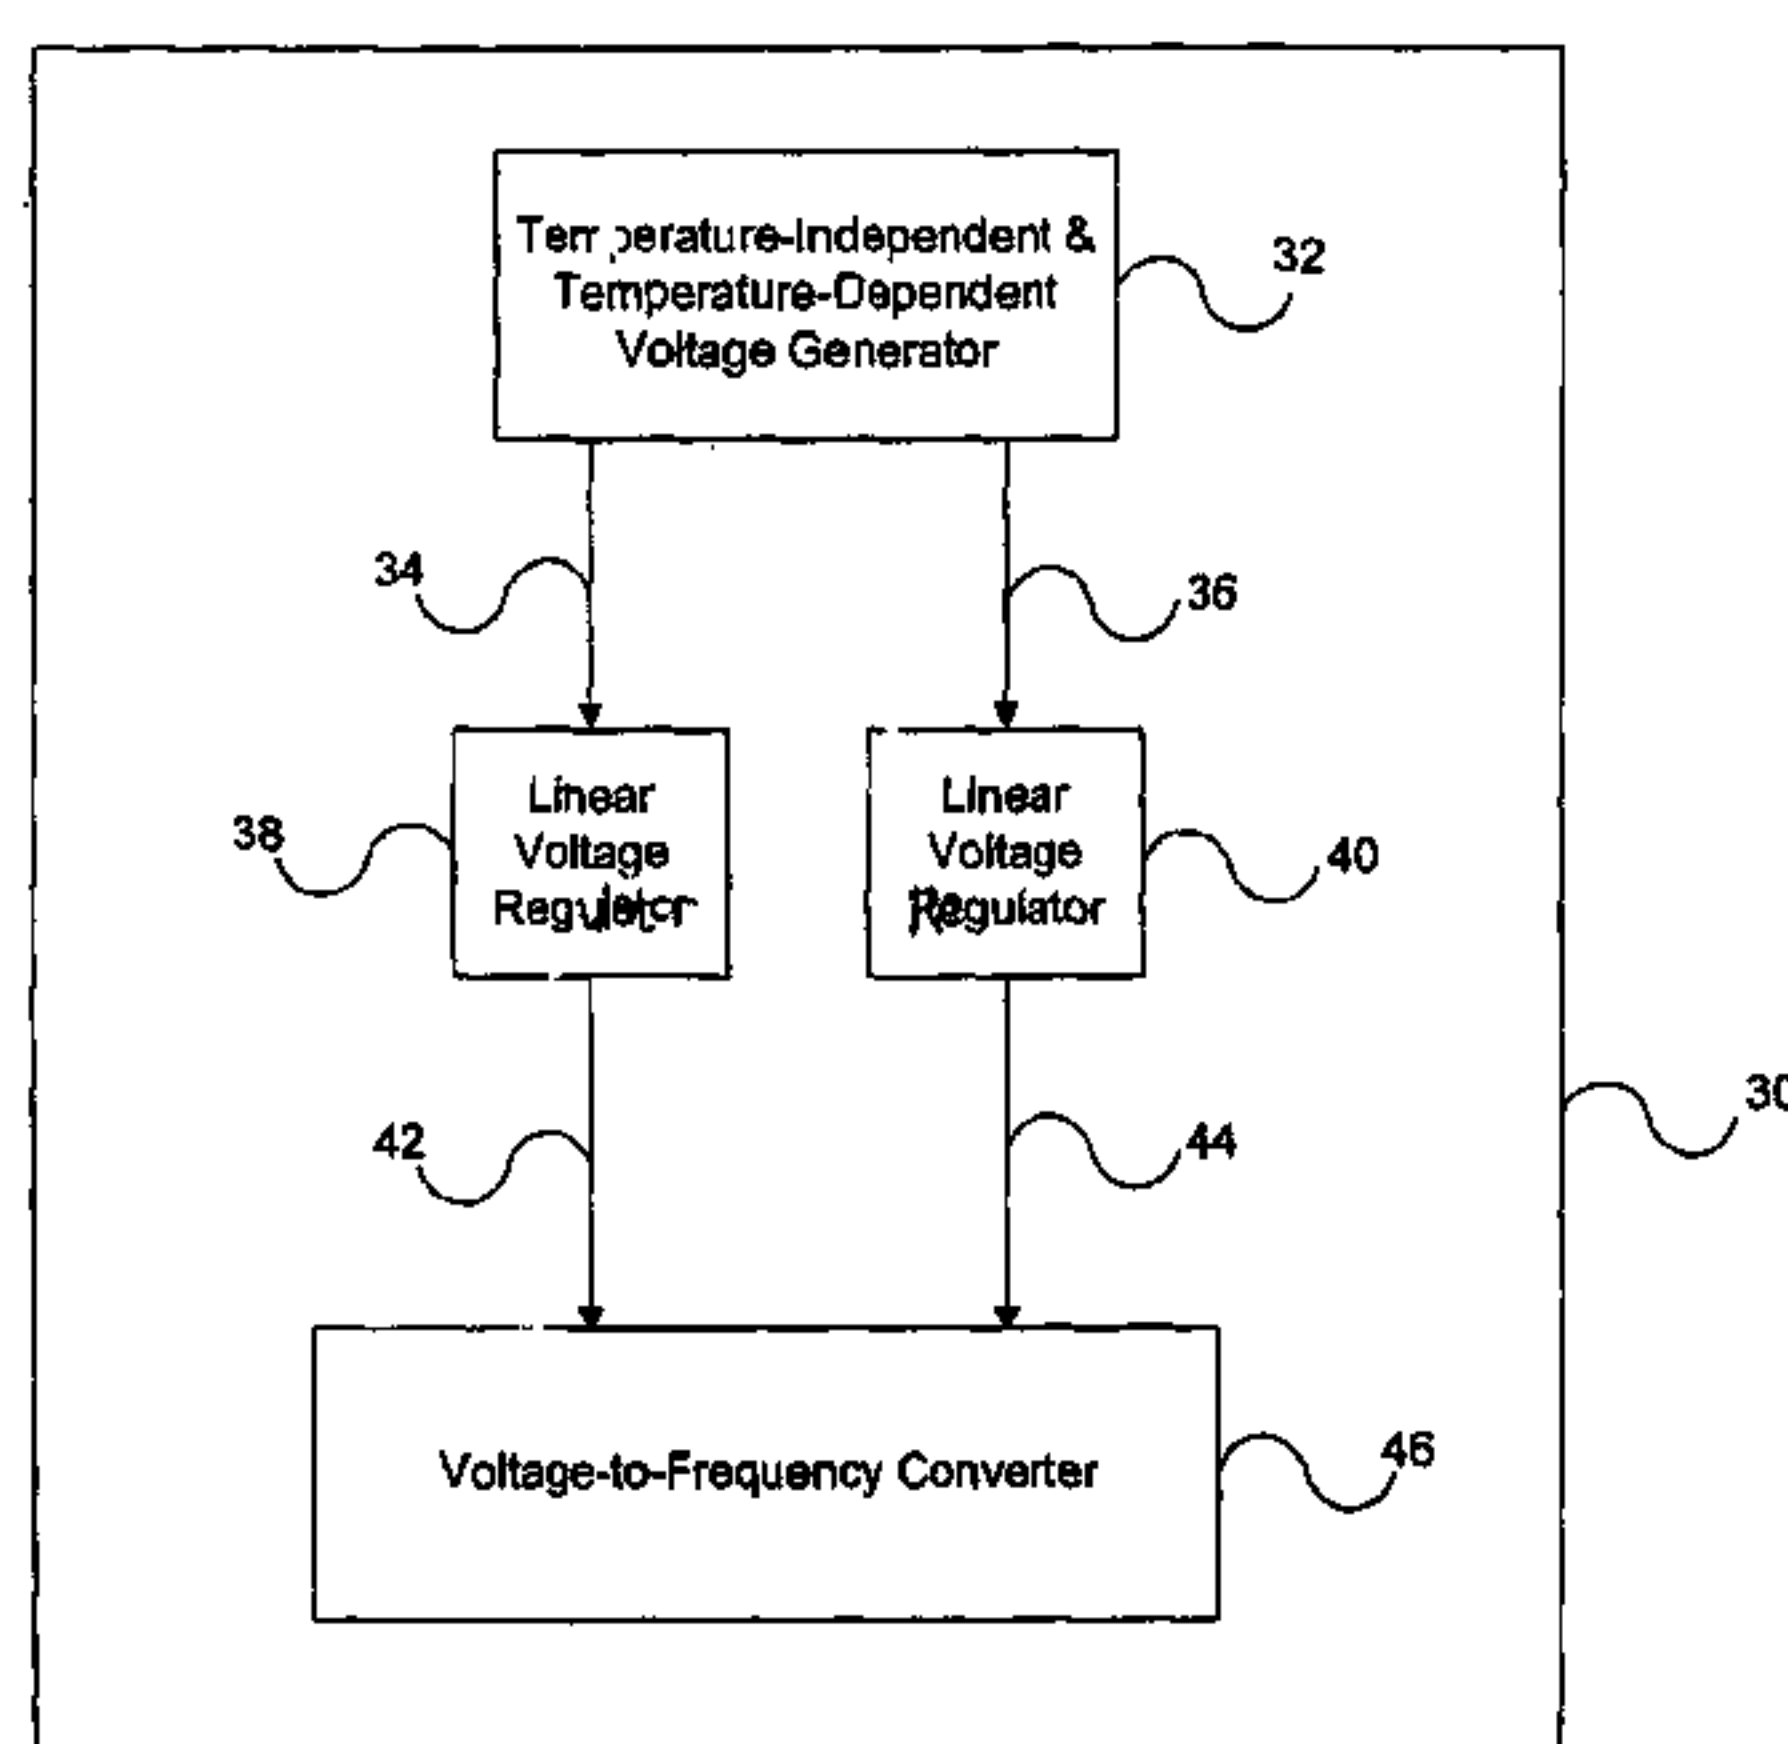 Temperature-Independent &
Temperature-Dependent
Voltage Generator
32
34
36
Linear
Voltage
Regulator
38
Linear
Voltage
Regulator
40
42
44
30
Voltage-to-Frequency Converter
46